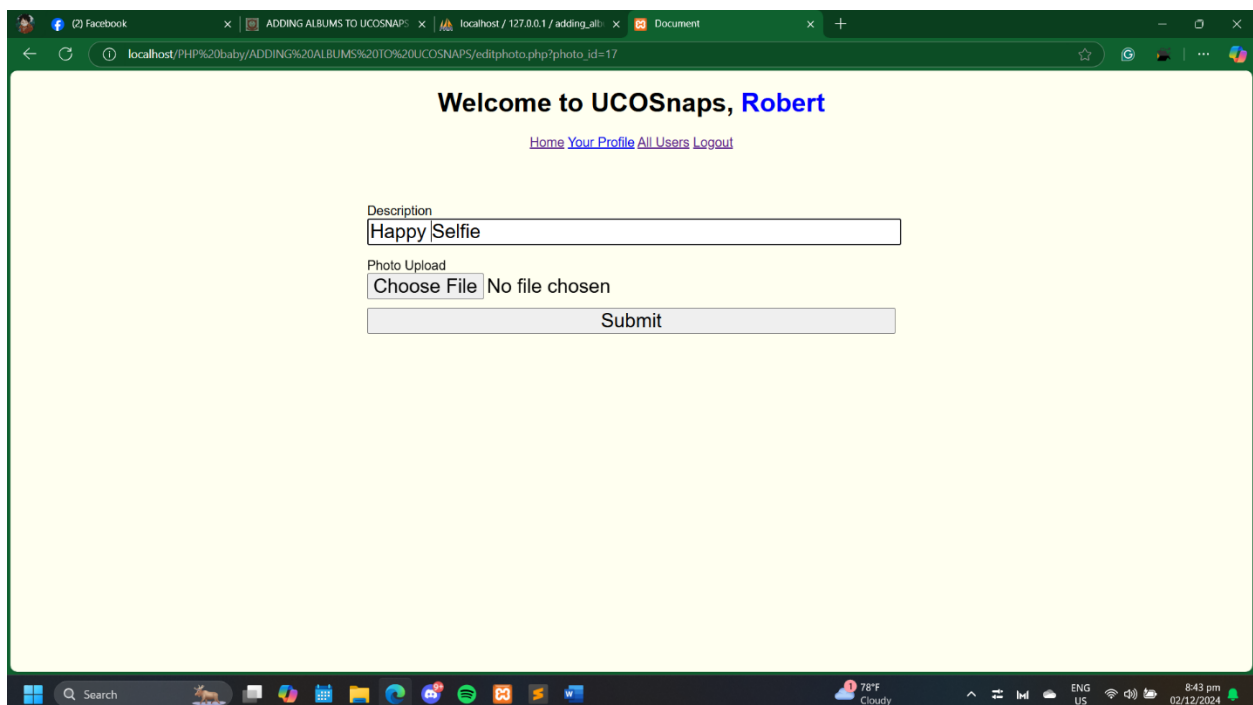 (2) Facebook
ADDING ALBUMS TO UCOSNAPS
localhost / 127.0.0.1 / adding_alb
Document
localhost/PHP%20baby/ADDING%20ALBUMS%20TO%20UCOSNAPS/editphoto.php?photo_id=17
Welcome to UCOSnaps, Robert
Home Your Profile All Users Logout
Description
Happy Selfie
Photo Upload
Choose File No file chosen
Submit
Search
1
78°F
Cloudy
ENG
US
8:43 pm
02/12/2024